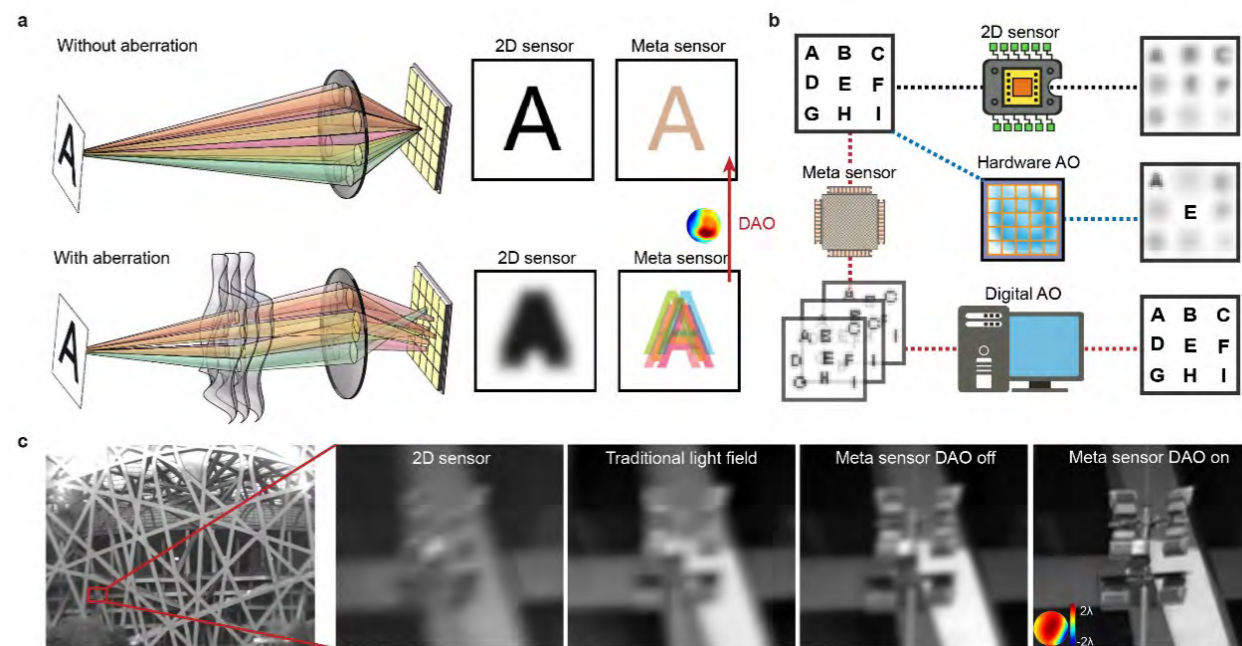 a
Without aberration
A
2D sensor
A
Meta sensor
A
DAO
With aberration
A
2D sensor
A
Meta sensor
A
b
A B C
D E F
G H I
2D sensor
Meta sensor
Hardware AO
A
E
Digital AO
A B C
D E F
G H I
c
2D sensor
Traditional light field
Meta sensor DAO off
Meta sensor DAO on
2λ
-2λ